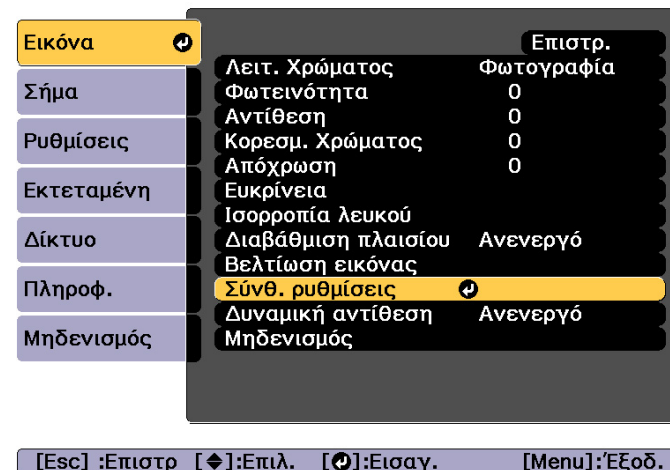 Εικόνα
Σήμα
Ρυθμίσεις
Εκτεταμένη
Δίκτυο
Πληροφ.
Μηδενισμός
Επιστρ.
Λειτ. Χρώματος Φωτογραφία
Φωτεινότητα 0
Αντίθεση 0
Κορεσμ. Χρώματος 0
Απόχρωση 0
Ευκρίνεια
Ισορροπία λευκού
Διαβάθμιση πλαισίου Ανενεργό
Βελτίωση εικόνας
Σύνθ. ρυθμίσεις
Δυναμική αντίθεση Ανενεργό
Μηδενισμός
[Esc] :Επιστρ [◆]:Επιλ. [↵]:Εισαγ. [Menu]:Έξοδ.